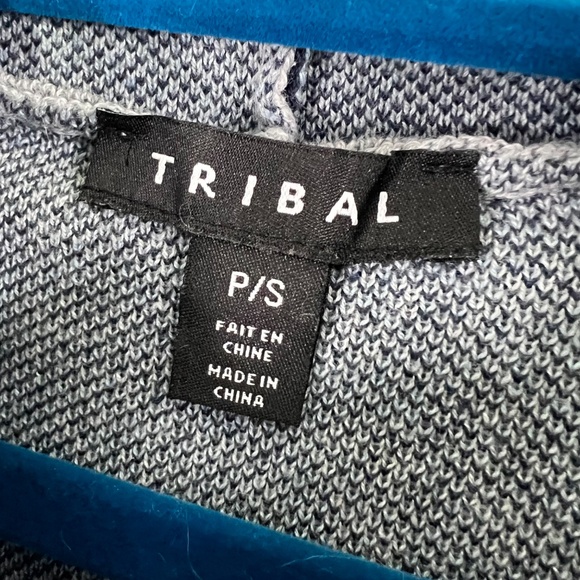 TRIBAL
P/S
FAIT EN
CHINE
MADE IN
CHINA